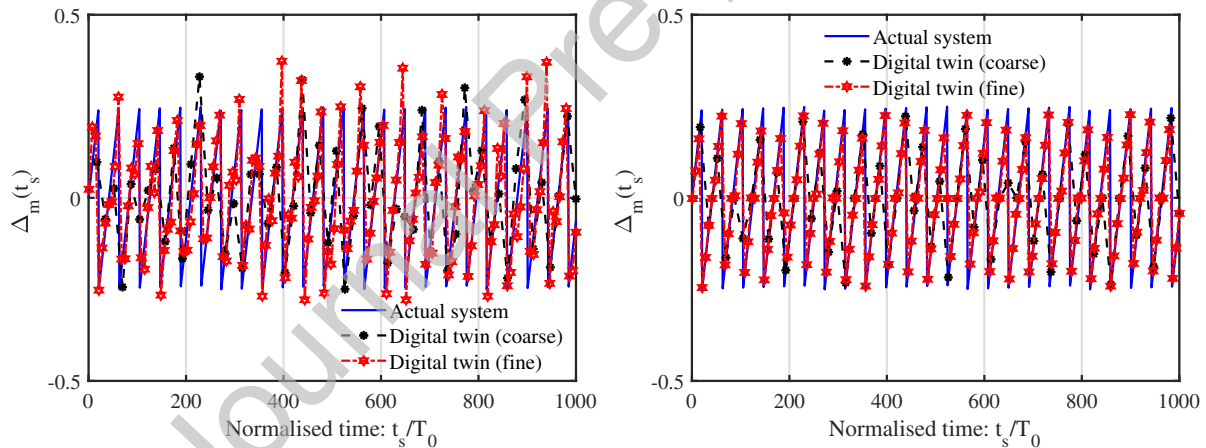 0.5
0
-0.5
Δm(ts)
0 200 400 600 800 1000
Normalised time: ts/T0
Actual system
Digital twin (coarse)
Digital twin (fine)
0.5
0
-0.5
Δm(ts)
0 200 400 600 800 1000
Normalised time: ts/T0
Actual system
Digital twin (coarse)
Digital twin (fine)
Journal Pre